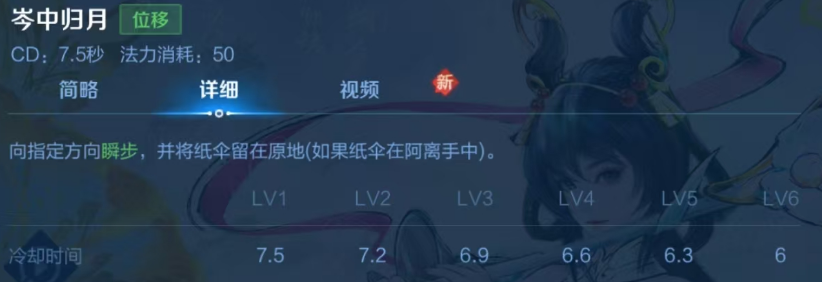 岑中归月 位移
CD：7.5秒 法力消耗：50
简略 详细 视频 新
向指定方向瞬步，并将纸伞留在原地(如果纸伞在阿离手中)。
LV1 LV2 LV3 LV4 LV5 LV6
冷却时间 7.5 7.2 6.9 6.6 6.3 6